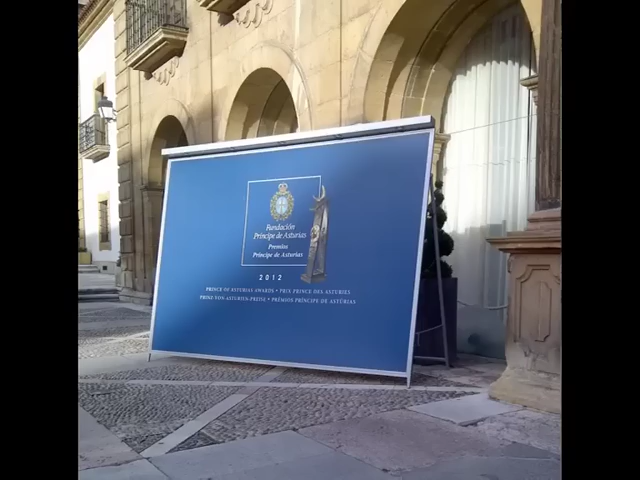 Fundación
Príncipe de Asturias
Premios
Príncipe de Asturias
2012
PRINCE OF ASTURIAS AWARDS • PRIX PRINCE DES ASTURIES
PRINZ-VON-ASTURIEN-PREISE • PRÉMIOS PRÍNCIPE DE ASTÚRIAS